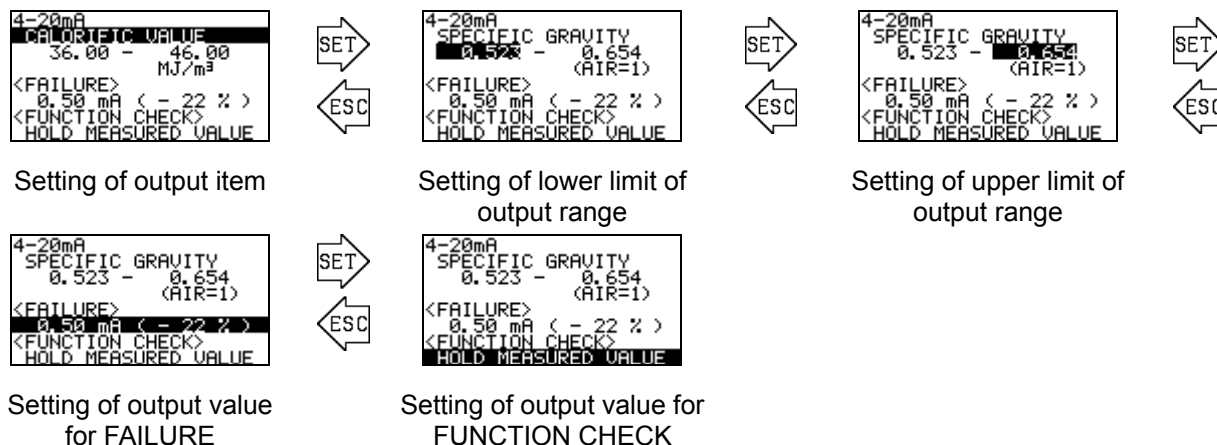 4-20mA
CALORIFIC VALUE
36.00 - 46.00
MJ/m³
<FAILURE>
0.50 mA ( - 22 % )
<FUNCTION CHECK>
HOLD MEASURED VALUE
SET
ESC
4-20mA
SPECIFIC GRAVITY
0.523 - 0.654
(AIR=1)
<FAILURE>
0.50 mA ( - 22 % )
<FUNCTION CHECK>
HOLD MEASURED VALUE
SET
ESC
4-20mA
SPECIFIC GRAVITY
0.523 - 0.654
(AIR=1)
<FAILURE>
0.50 mA ( - 22 % )
<FUNCTION CHECK>
HOLD MEASURED VALUE
SET
ESC
Setting of output item
Setting of lower limit of
output range
Setting of upper limit of
output range
4-20mA
SPECIFIC GRAVITY
0.523 - 0.654
(AIR=1)
<FAILURE>
0.50 mA ( - 22 % )
<FUNCTION CHECK>
HOLD MEASURED VALUE
SET
ESC
4-20mA
SPECIFIC GRAVITY
0.523 - 0.654
(AIR=1)
<FAILURE>
0.50 mA ( - 22 % )
<FUNCTION CHECK>
HOLD MEASURED VALUE
Setting of output value
for FAILURE
Setting of output value for
FUNCTION CHECK